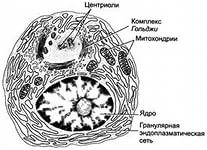 Центриоли
Комплекс
Гольджи
Митохондрии
Ядро
Гранулярная
эндоплазматическая
сеть